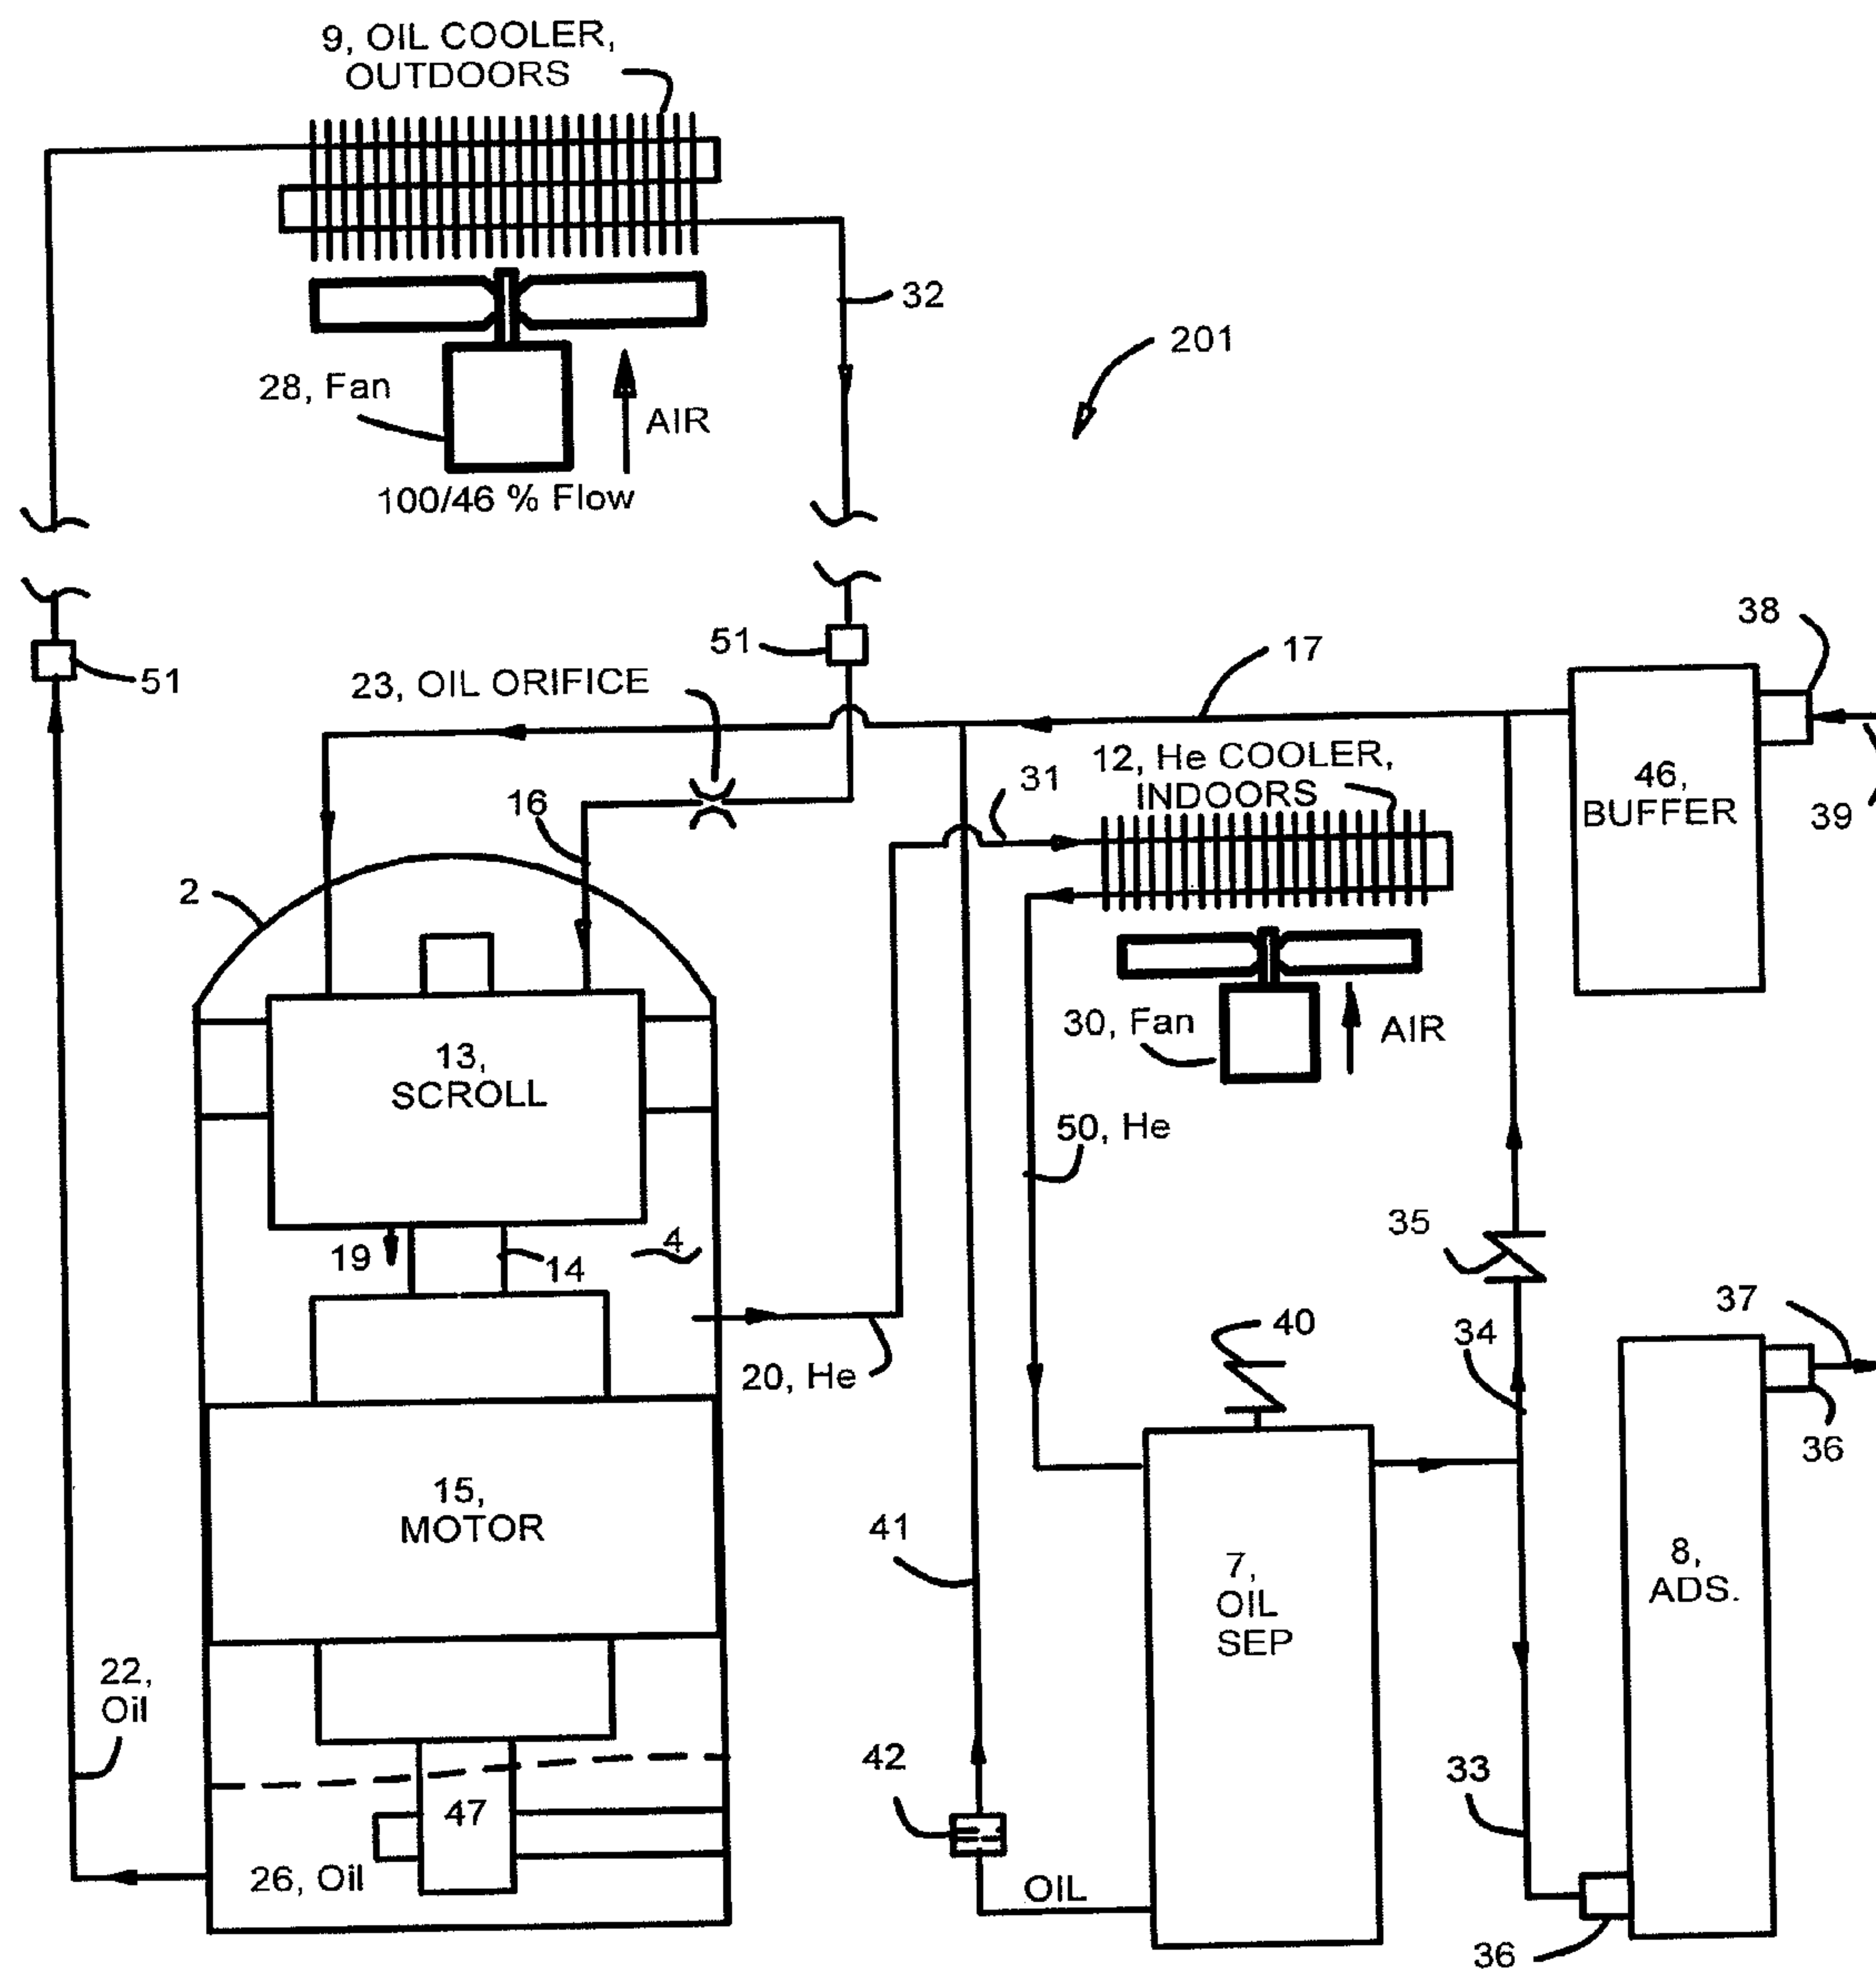 9, OIL COOLER,
OUTDOORS
32
201
28, Fan
AIR
100/46 % Flow
38
51
17
51
23, OIL ORIFICE
12, He COOLER,
INDOORS
31
46,
BUFFER
39
16
2
30, Fan
AIR
13,
SCROLL
50, He
35
19
4
14
37
40
34
20, He
36
15,
MOTOR
41
7,
OIL
SEP
8,
ADS.
22,
Oil
42
33
47
26, Oil
OIL
36